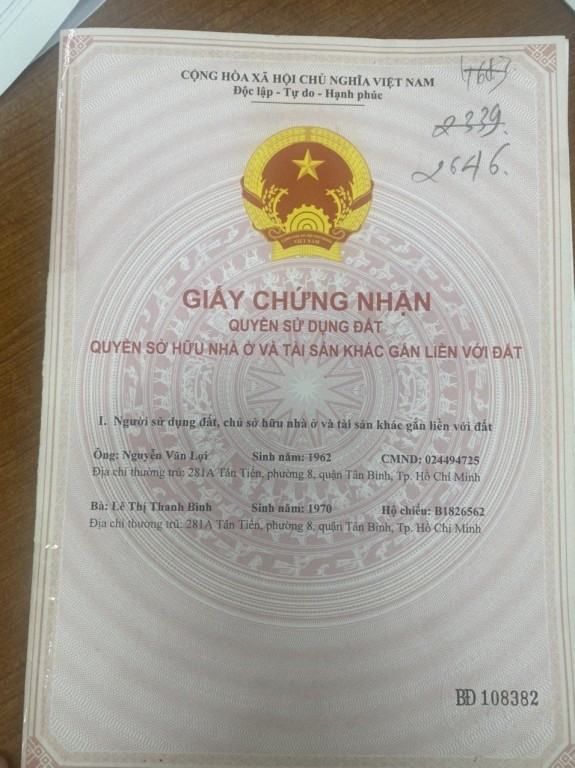 CỘNG HÒA XÃ HỘI CHỦ NGHĨA VIỆT NAM
Độc lập - Tự do - Hạnh phúc
2339.
2646.
VIỆT NAM
GIẤY CHỨNG NHẬN
QUYỀN SỬ DỤNG ĐẤT
QUYỀN SỞ HỮU NHÀ Ở VÀ TÀI SẢN KHÁC GẮN LIỀN VỚI ĐẤT
I. Người sử dụng đất, chủ sở hữu nhà ở và tài sản khác gắn liền với đất
Ông: Nguyễn Văn Lợi Sinh năm: 1962 CMND: 024494725
Địa chỉ thường trú: 281A Tân Tiến, phường 8, quận Tân Bình, Tp. Hồ Chí Minh
Bà: Lê Thị Thanh Bình Sinh năm: 1970 Hộ chiếu: B1826562
Địa chỉ thường trú: 281A Tân Tiến, phường 8, quận Tân Bình, Tp. Hồ Chí Minh
BĐ 108382